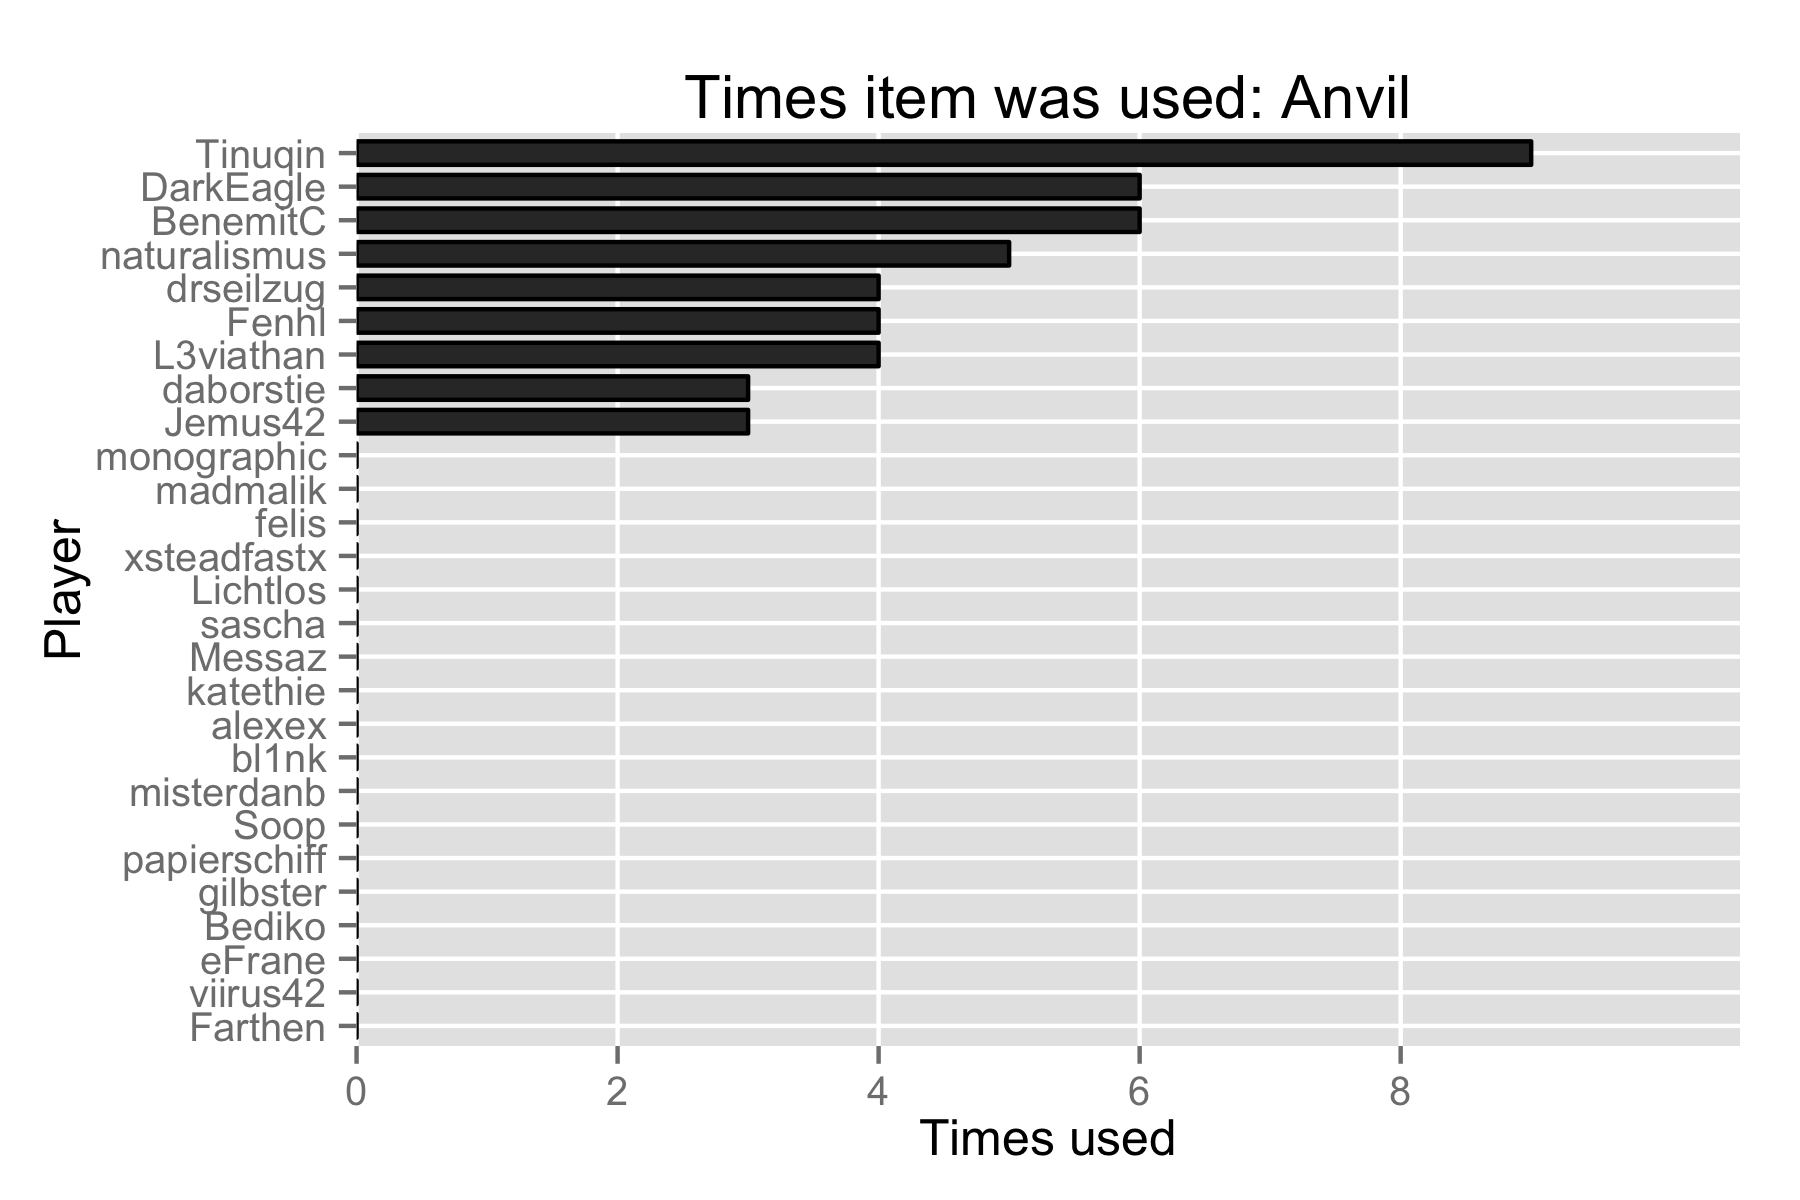 Times item was used: Anvil
Tinuqin
DarkEagle
BenemitC
naturalismus
drseilzug
Fenhl
L3viathan
daborstie
Jemus42
monographic
madmalik
felis
xsteadfastx
Lichtlos
sascha
Messaz
katethie
alexex
bl1nk
misterdanb
Soop
papierschiff
gilbster
Bediko
eFrane
viirus42
Farthen
Player
0 2 4 6 8
Times used